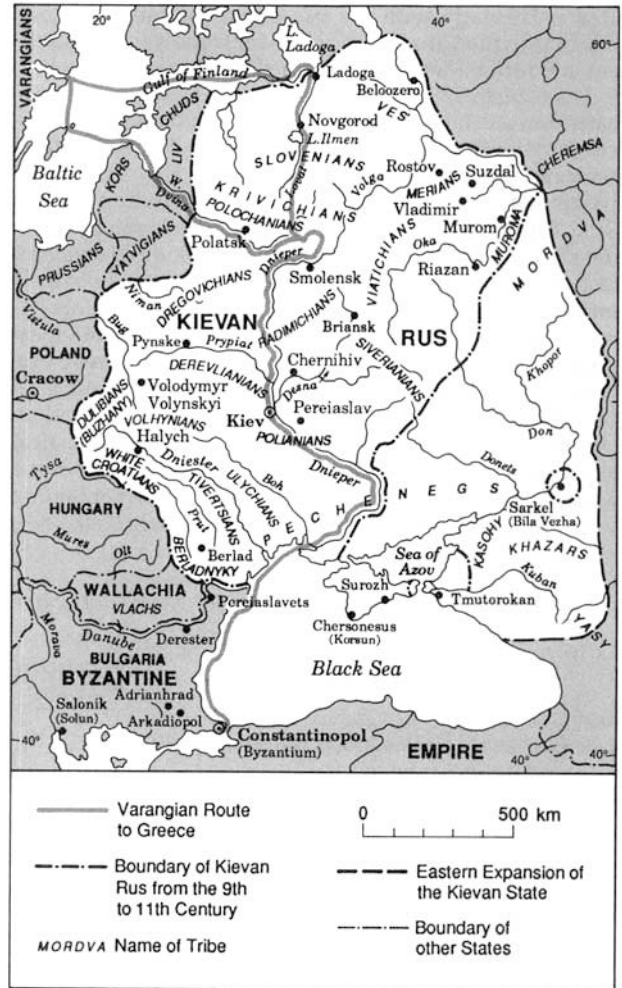 20°
40°
60°
VARANGIANS
L. Ladoga
Gulf of Finland
Ladoga
Beloozero
CHUDS
VES
Novgorod
L. Ilmen
Baltic Sea
KORS
LIV
SLOVENIANS
Lovat
Volga
Rostov
Suzdal
MERIANS
CHEREMSA
W. Dvina
KRIVICHIANS
POLOCHIANS
Vladimir
Murom
MUROMA
MORDVA
Polatsk
YATVIGIANS
PRUSSIANS
Dnieper
Smolensk
VIATICHIANS
Oka
Riazan
Niman
DREGOVICHIANS
KIEVAN
RADIMICHIANS
Briansk
RUS
Vistula
Bug
Pynske
Prypiat
SIVERIANIANS
Khopor
POLAND
Cracow
DEREVLIANIANS
Chernihiv
Desna
Volodymyr Volynskyi
DULIBIANS
(BUZHANY)
Kiev
Pereiaslav
VOLHYNIANS
POLIANIANS
Don
Halych
Dnieper
Donets
WHITE CROATIANS
Dniester
Boh
ULYCHIANS
TIVERTSIANS
PECHENEGS
Tysa
Sarkel
(Bila Vezha)
HUNGARY
Mures
Prut
Olt
Berlad
BERLADNYKY
Sea of Azov
KASOHY
KHAZARS
Kuban
YASY
WALLACHIA
VLACHS
Surozh
Tmutorokan
Pereiaslavets
Chersonesus
(Korsun)
Morava
Danube
Derester
BULGARIA
Black Sea
BYZANTINE
Adrianhrad
Salonik
(Solun)
Arkadiopol
Constantinopol
(Byzantium)
EMPIRE
40°
40°
40°
Varangian Route
to Greece
0 500 km
Boundary of Kievan
Rus from the 9th
to 11th Century
Eastern Expansion of
the Kievan State
MORDVA Name of Tribe
Boundary of
other States